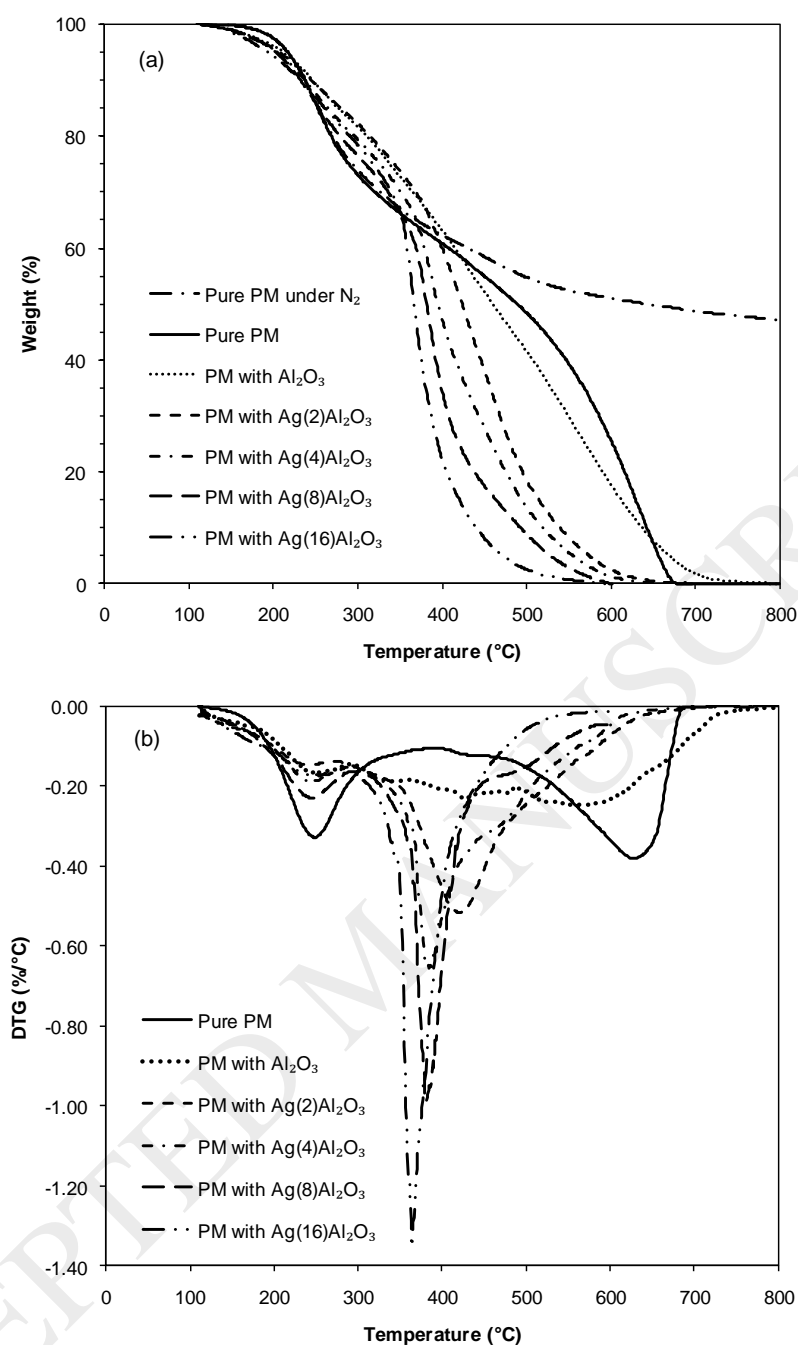 (a)
100
80
60
40
20
0
Weight (%)
Pure PM under N₂
Pure PM
PM with Al₂O₃
PM with Ag(2)Al₂O₃
PM with Ag(4)Al₂O₃
PM with Ag(8)Al₂O₃
PM with Ag(16)Al₂O₃
0 100 200 300 400 500 600 700 800
Temperature (°C)
(b)
0.00
-0.20
-0.40
-0.60
-0.80
-1.00
-1.20
-1.40
DTG (%/°C)
Pure PM
PM with Al₂O₃
PM with Ag(2)Al₂O₃
PM with Ag(4)Al₂O₃
PM with Ag(8)Al₂O₃
PM with Ag(16)Al₂O₃
0 100 200 300 400 500 600 700 800
Temperature (°C)
EPTED MANUSCR